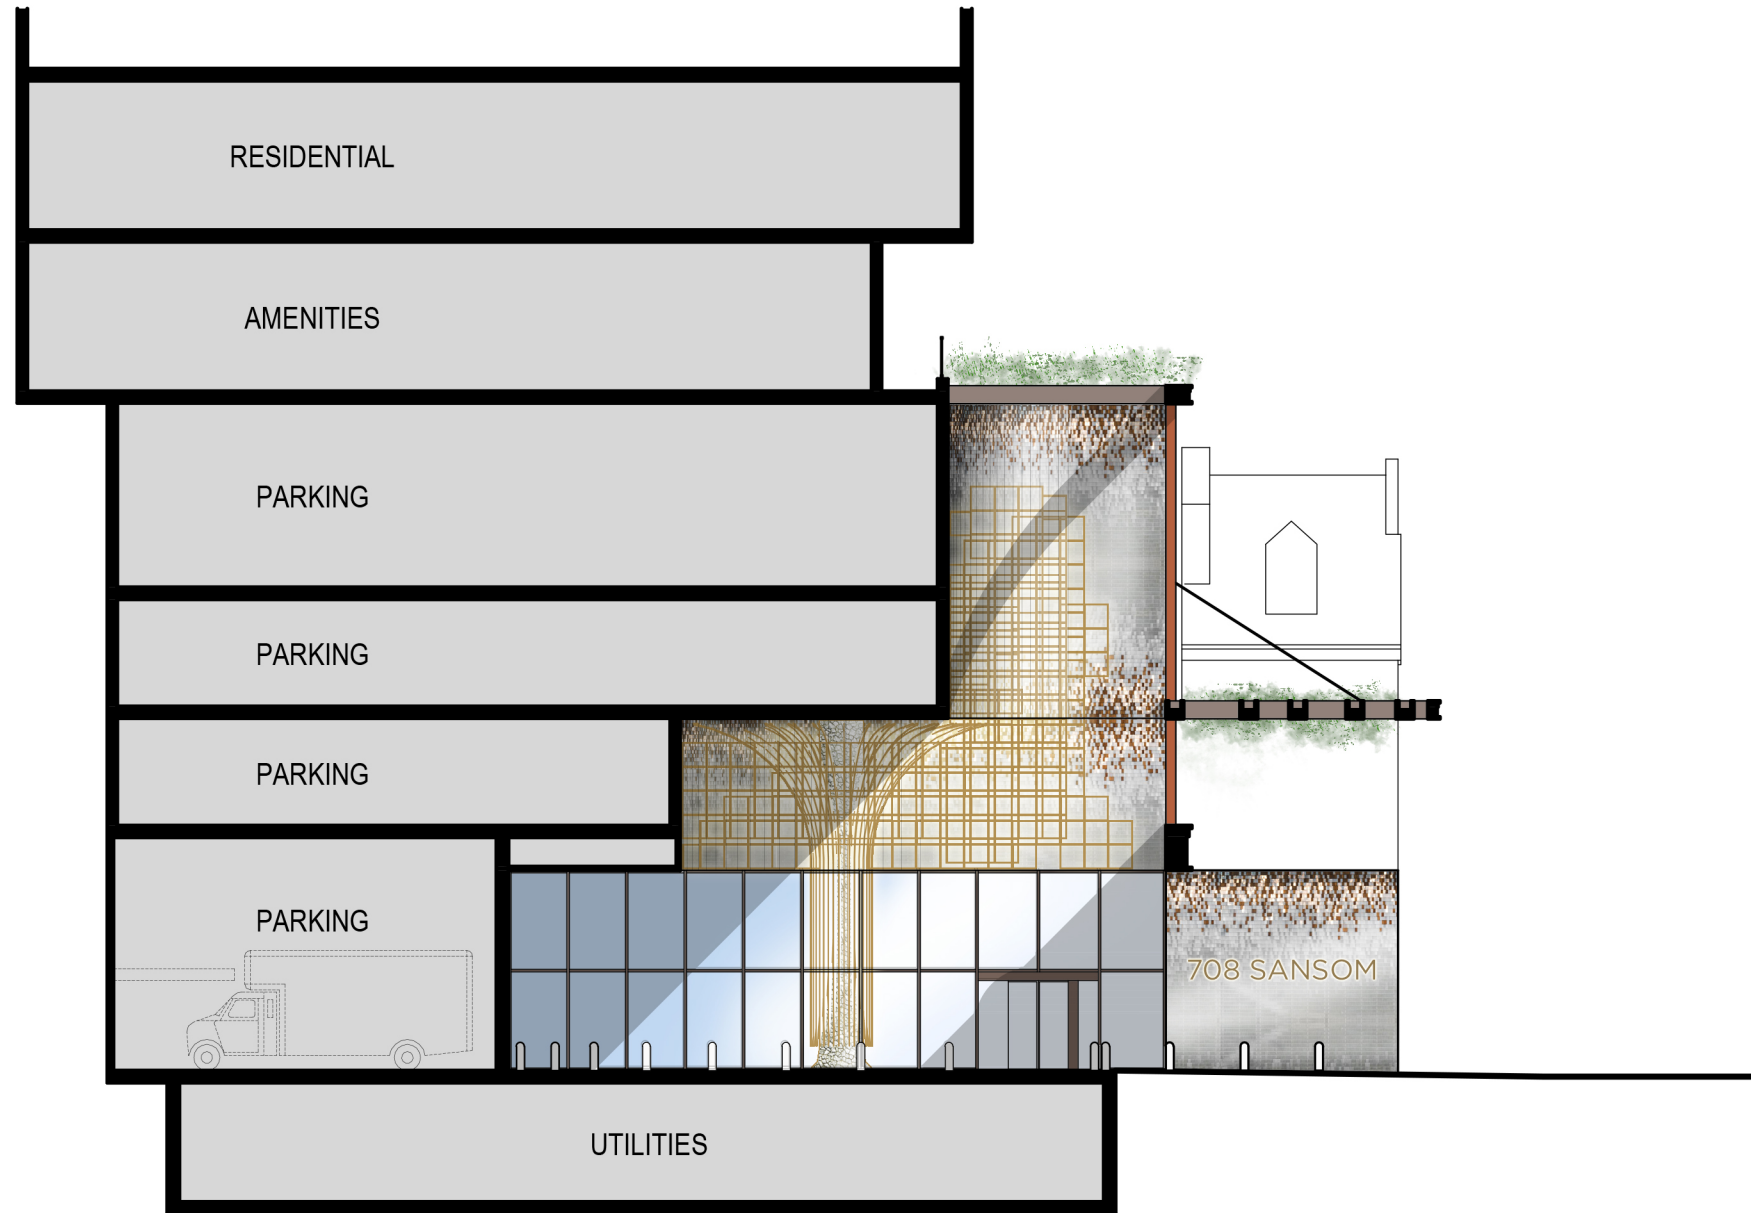 RESIDENTIAL
AMENITIES
PARKING
PARKING
PARKING
PARKING
708 SANSOM
UTILITIES